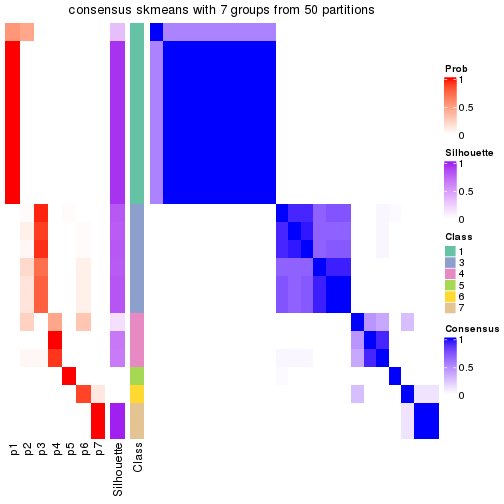 consensus skmeans with 7 groups from 50 partitions
Prob
1
0.5
0
Silhouette
1
0.5
0
Class
1
3
4
5
6
7
Consensus
1
0.5
0
p1
p2
p3
p4
p5
p6
p7
Silhouette
Class